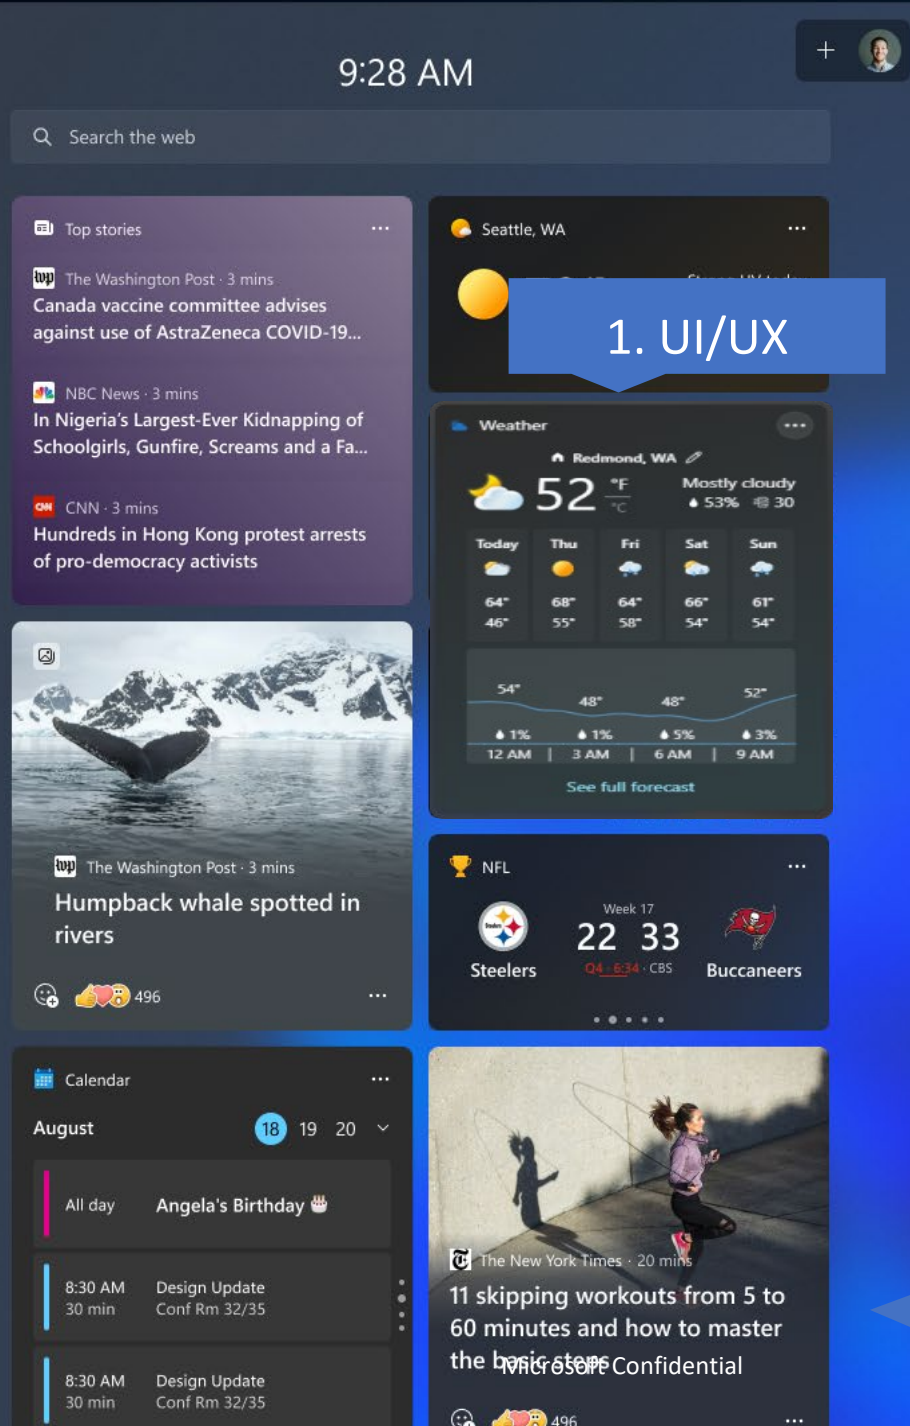 9:28 AM
Search the web
Top stories
The Washington Post · 3 mins
Canada vaccine committee advises
against use of AstraZeneca COVID-19...
NBC News · 3 mins
In Nigeria's Largest-Ever Kidnapping of
Schoolgirls, Gunfire, Screams and a Fa...
CNN · 3 mins
Hundreds in Hong Kong protest arrests
of pro-democracy activists
Seattle, WA
1. UI/UX
Weather
Redmond, WA
52 °F
°C
Mostly cloudy
53% 30
Today Thu Fri Sat Sun
64° 68° 64° 66° 61°
46° 55° 58° 54° 54°
54° 48° 48° 52°
1% 1% 5% 3%
12 AM | 3 AM | 6 AM | 9 AM
See full forecast
The Washington Post · 3 mins
Humpback whale spotted in
rivers
496
NFL
Week 17
22 33
Q4 · 6:34 · CBS
Steelers
Steelers Buccaneers
Calendar
August 18 19 20
All day Angela's Birthday
8:30 AM Design Update
30 min Conf Rm 32/35
8:30 AM Design Update
30 min Conf Rm 32/35
The New York Times · 20 mins
11 skipping workouts from 5 to
60 minutes and how to master
the basic steps
Microsoft Confidential
496